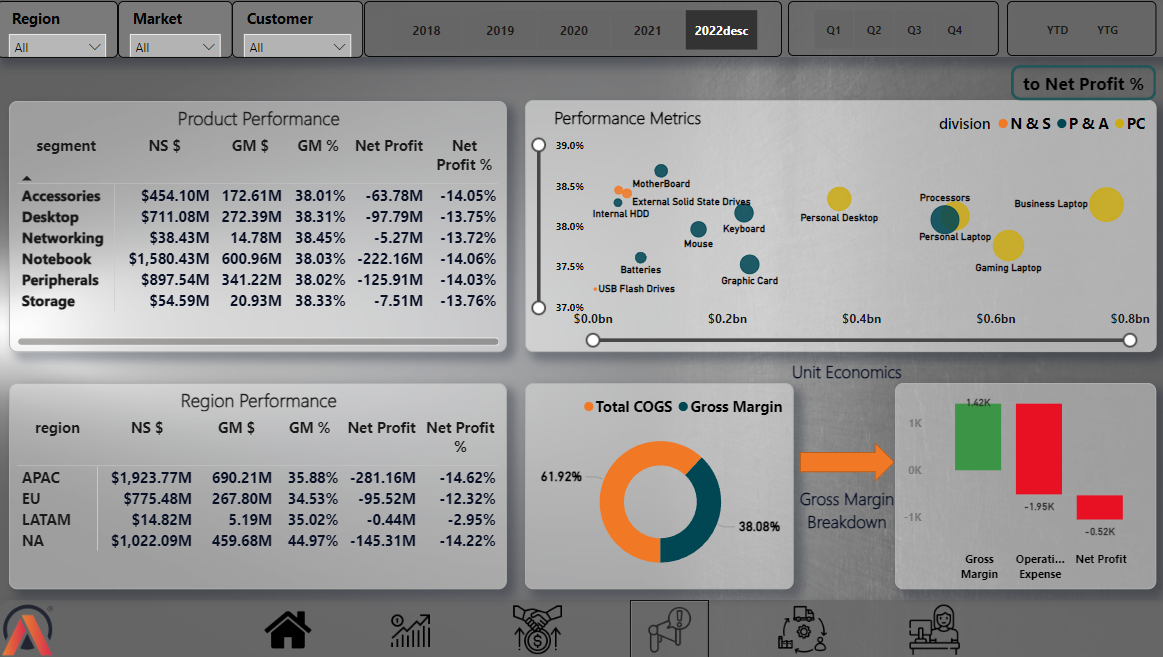 Region Market Customer
All All All
2018 2019 2020 2021 2022desc Q1 Q2 Q3 Q4 YTD YTG
to Net Profit %
Product Performance
segment NS $ GM $ GM % Net Profit Net Profit %
Accessories $454.10M 172.61M 38.01% -63.78M -14.05%
Desktop $711.08M 272.39M 38.31% -97.79M -13.75%
Networking $38.43M 14.78M 38.45% -5.27M -13.72%
Notebook $1,580.43M 600.96M 38.03% -222.16M -14.06%
Peripherals $897.54M 341.22M 38.02% -125.91M -14.03%
Storage $54.59M 20.93M 38.33% -7.51M -13.76%
Performance Metrics
division N & S P & A PC
39.0%
38.5%
38.0%
37.5%
37.0%
MotherBoard
External Solid State Drives
Internal HDD
Keyboard
Mouse
Batteries
Graphic Card
USB Flash Drives
Personal Desktop
Processors
Personal Laptop
Business Laptop
Gaming Laptop
$0.0bn $0.2bn $0.4bn $0.6bn $0.8bn
Region Performance
region NS $ GM $ GM % Net Profit Net Profit %
APAC $1,923.77M 690.21M 35.88% -281.16M -14.62%
EU $775.48M 267.80M 34.53% -95.52M -12.32%
LATAM $14.82M 5.19M 35.02% -0.44M -2.95%
NA $1,022.09M 459.68M 44.97% -145.31M -14.22%
Total COGS Gross Margin
61.92%
38.08%
Unit Economics
Gross Margin
Breakdown
1K
0K
-1K
1.42K
-1.95K
-0.52K
Gross Margin
Operati... Expense
Net Profit